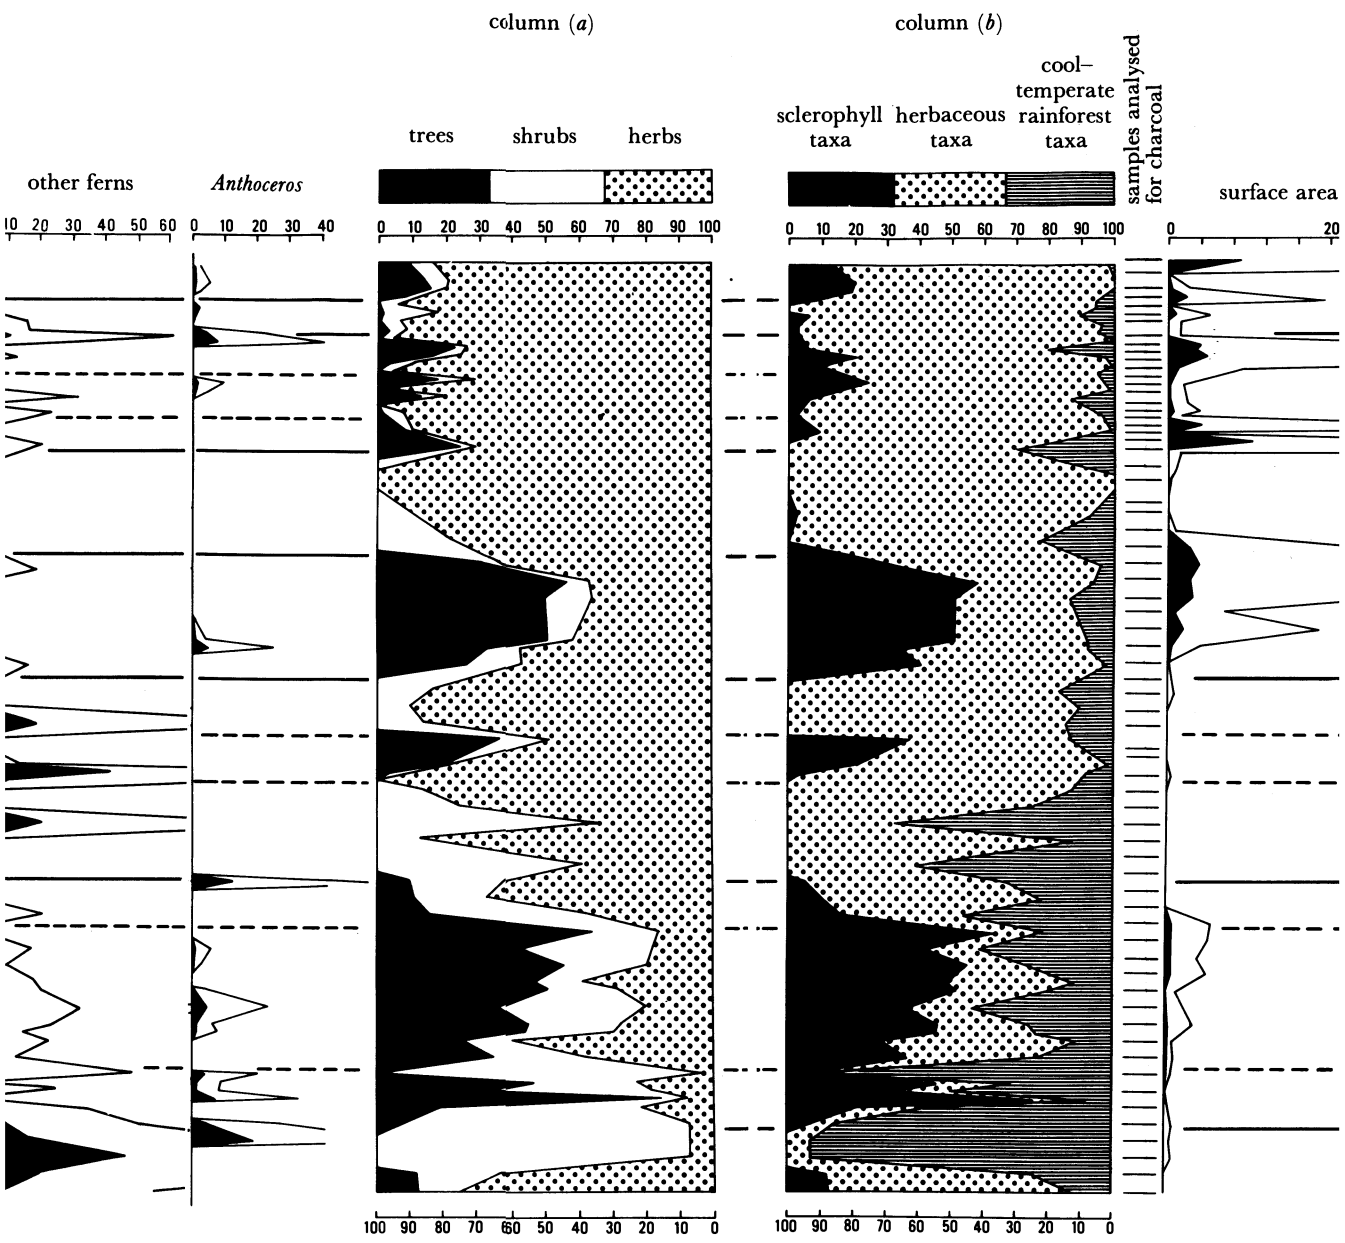 column (a)
column (b)
trees shrubs herbs
sclerophyll taxa
herbaceous taxa
cool-
temperate
rainforest
taxa
samples analysed
for charcoal
other ferns
Anthoceros
surface area
10 20 30 40 50 60
0 10 20 30 40
0 10 20 30 40 50 60 70 80 90 100
0 10 20 30 40 50 60 70 80 90 100
0 20
100 90 80 70 60 50 40 30 20 10 0
100 90 80 70 60 50 40 30 20 10 0